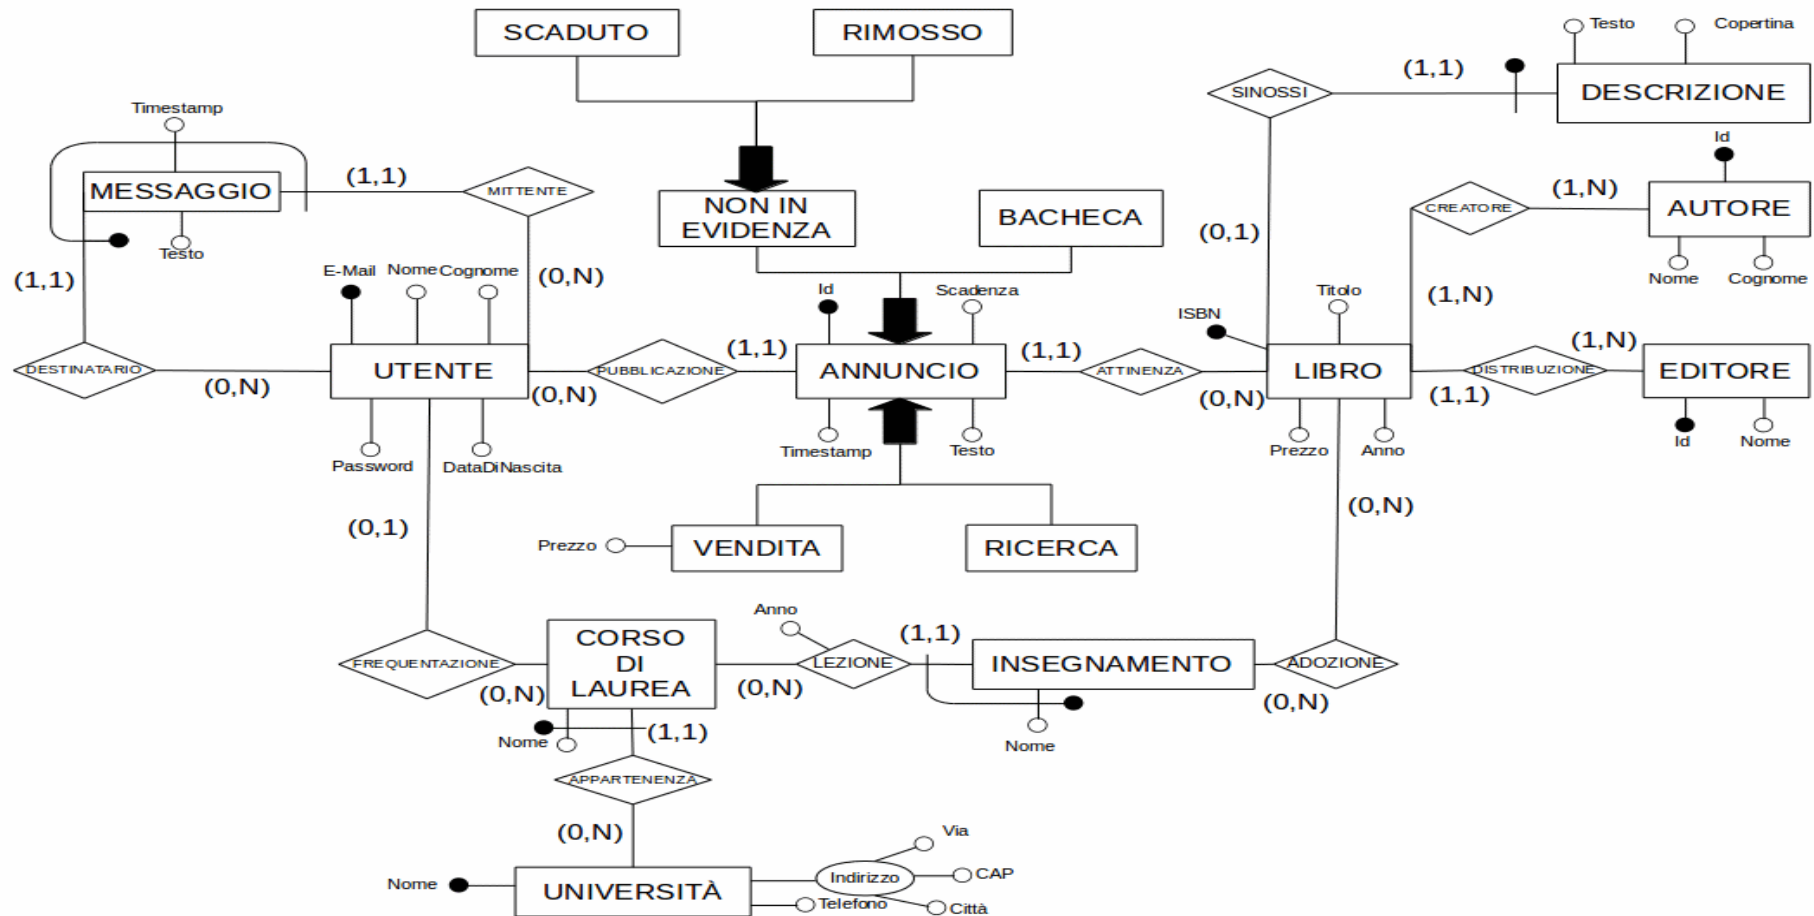 SCADUTO
RIMOSSO
Testo
Copertina
(1,1)
SINOSSI
DESCRIZIONE
Timestamp
Id
MESSAGGIO
(1,1)
MITTENTE
NON IN
EVIDENZA
BACHECA
CREATORE
(1,N)
AUTORE
Testo
(0,1)
(1,1)
E-Mail
Nome
Cognome
(0,N)
Id
Scadenza
Nome
Cognome
Titolo
(1,N)
ISBN
DESTINATARIO
(0,N)
UTENTE
(0,N)
PUBBLICAZIONE
(1,1)
ANNUNCIO
(1,1)
ATTINENZA
(0,N)
LIBRO
(1,1)
DISTRIBUZIONE
(1,N)
EDITORE
Password
DataDiNascita
Timestamp
Testo
Prezzo
Anno
Id
Nome
(0,1)
(0,N)
Prezzo
VENDITA
RICERCA
Anno
FREQUENTAZIONE
(0,N)
CORSO
DI
LAUREA
(0,N)
LEZIONE
(1,1)
INSEGNAMENTO
(0,N)
ADOZIONE
Nome
(1,1)
Nome
APPARTENENZA
(0,N)
Via
Nome
UNIVERSITÀ
Indirizzo
CAP
Telefono
Città